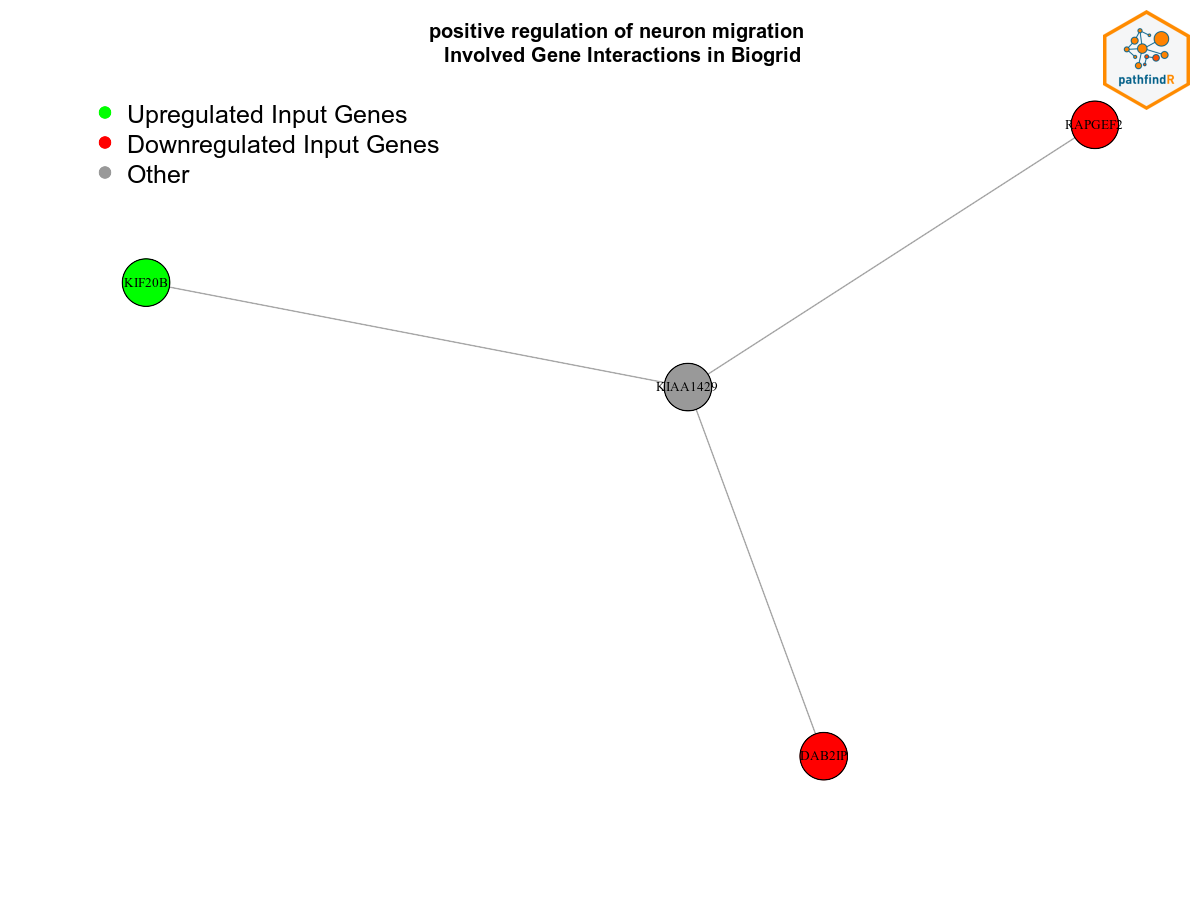 positive regulation of neuron migration
Involved Gene Interactions in Biogrid
pathfindR
Upregulated Input Genes
Downregulated Input Genes
Other
RAPGEF2
KIF20B
KIAA1429
DAB2IP